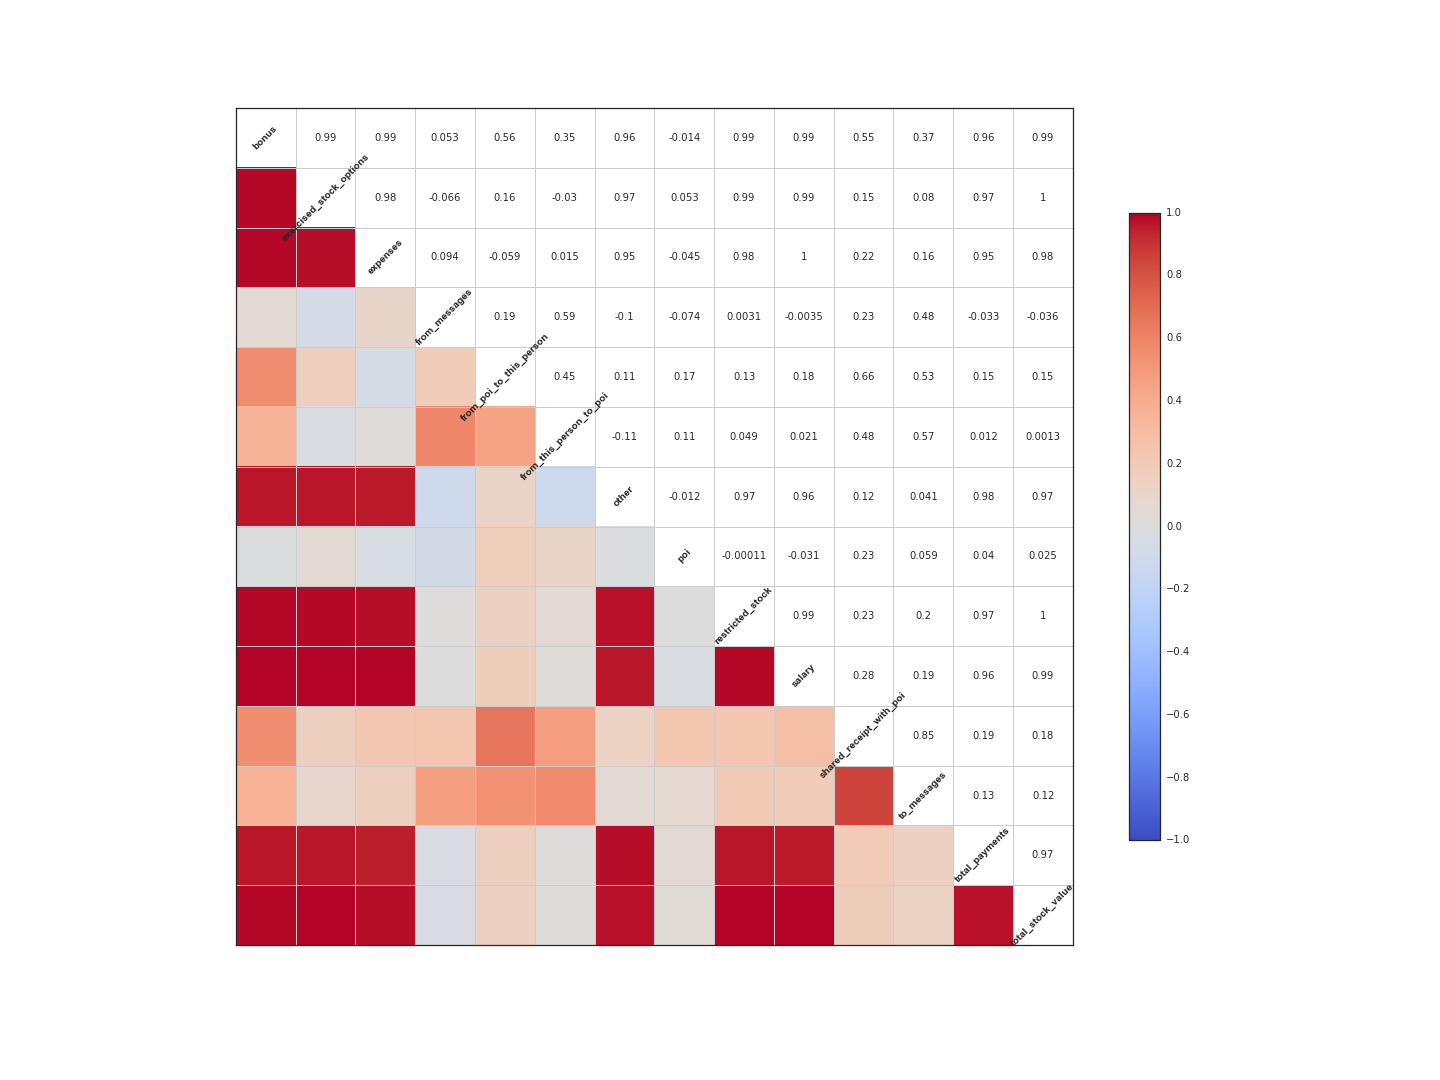 bonus 0.99 0.99 0.053 0.56 0.35 0.96 -0.014 0.99 0.99 0.55 0.37 0.96 0.99
exercised_stock_options 0.98 -0.066 0.16 -0.03 0.97 0.053 0.99 0.99 0.15 0.08 0.97 1
expenses 0.094 -0.059 0.015 0.95 -0.045 0.98 1 0.22 0.16 0.95 0.98
from_messages 0.19 0.59 -0.1 -0.074 0.0031 -0.0035 0.23 0.48 -0.033 -0.036
from_poi_to_this_person 0.45 0.11 0.17 0.13 0.18 0.66 0.53 0.15 0.15
from_this_person_to_poi -0.11 0.11 0.049 0.021 0.48 0.57 0.012 0.0013
other -0.012 0.97 0.96 0.12 0.041 0.98 0.97
poi -0.00011 -0.031 0.23 0.059 0.04 0.025
restricted_stock 0.99 0.23 0.2 0.97 1
salary 0.28 0.19 0.96 0.99
shared_receipt_with_poi 0.85 0.19 0.18
to_messages 0.13 0.12
total_payments 0.97
total_stock_value
1.0
0.8
0.6
0.4
0.2
0.0
−0.2
−0.4
−0.6
−0.8
−1.0